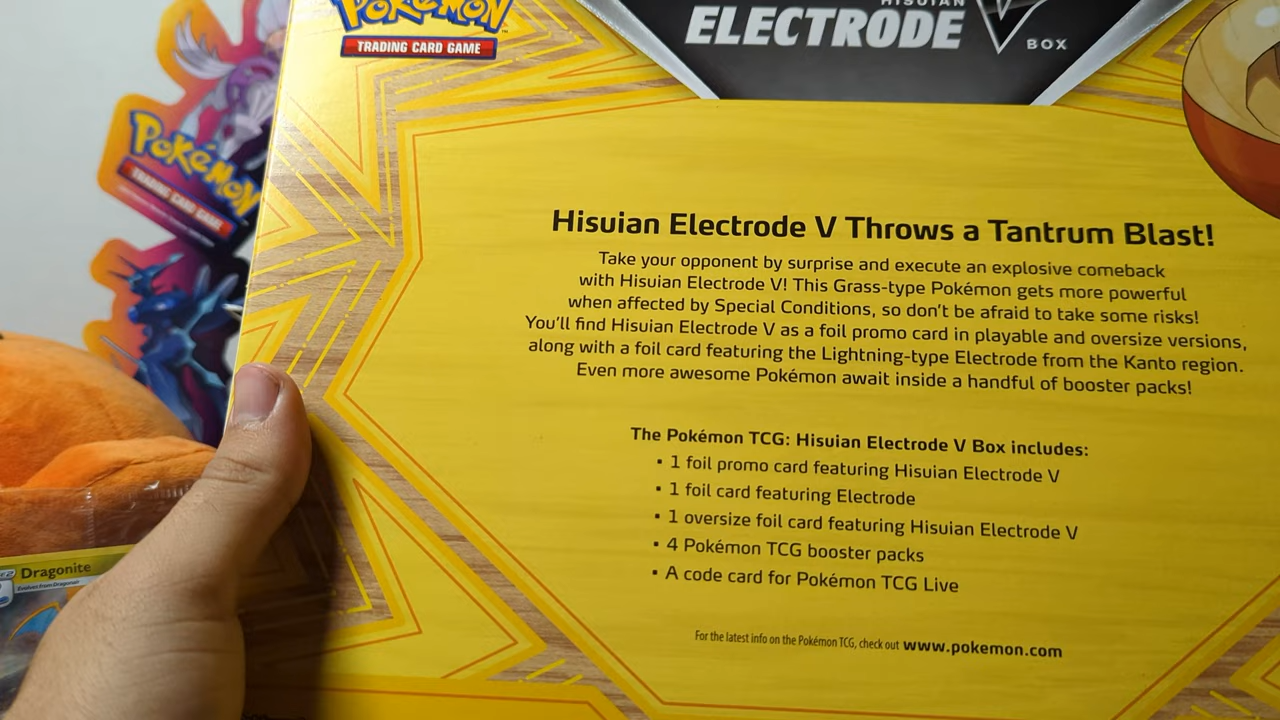 Pokémon
TRADING CARD GAME
HISUIAN
ELECTRODE V BOX
Pokémon
TRADING CARD GAME
Hisuian Electrode V Throws a Tantrum Blast!
Take your opponent by surprise and execute an explosive comeback
with Hisuian Electrode V! This Grass-type Pokémon gets more powerful
when affected by Special Conditions, so don't be afraid to take some risks!
You'll find Hisuian Electrode V as a foil promo card in playable and oversize versions,
along with a foil card featuring the Lightning-type Electrode from the Kanto region.
Even more awesome Pokémon await inside a handful of booster packs!
The Pokémon TCG: Hisuian Electrode V Box includes:
▪ 1 foil promo card featuring Hisuian Electrode V
▪ 1 foil card featuring Electrode
▪ 1 oversize foil card featuring Hisuian Electrode V
▪ 4 Pokémon TCG booster packs
▪ A code card for Pokémon TCG Live
For the latest info on the Pokémon TCG, check out www.pokemon.com
Dragonite
Evolves from Dragonair